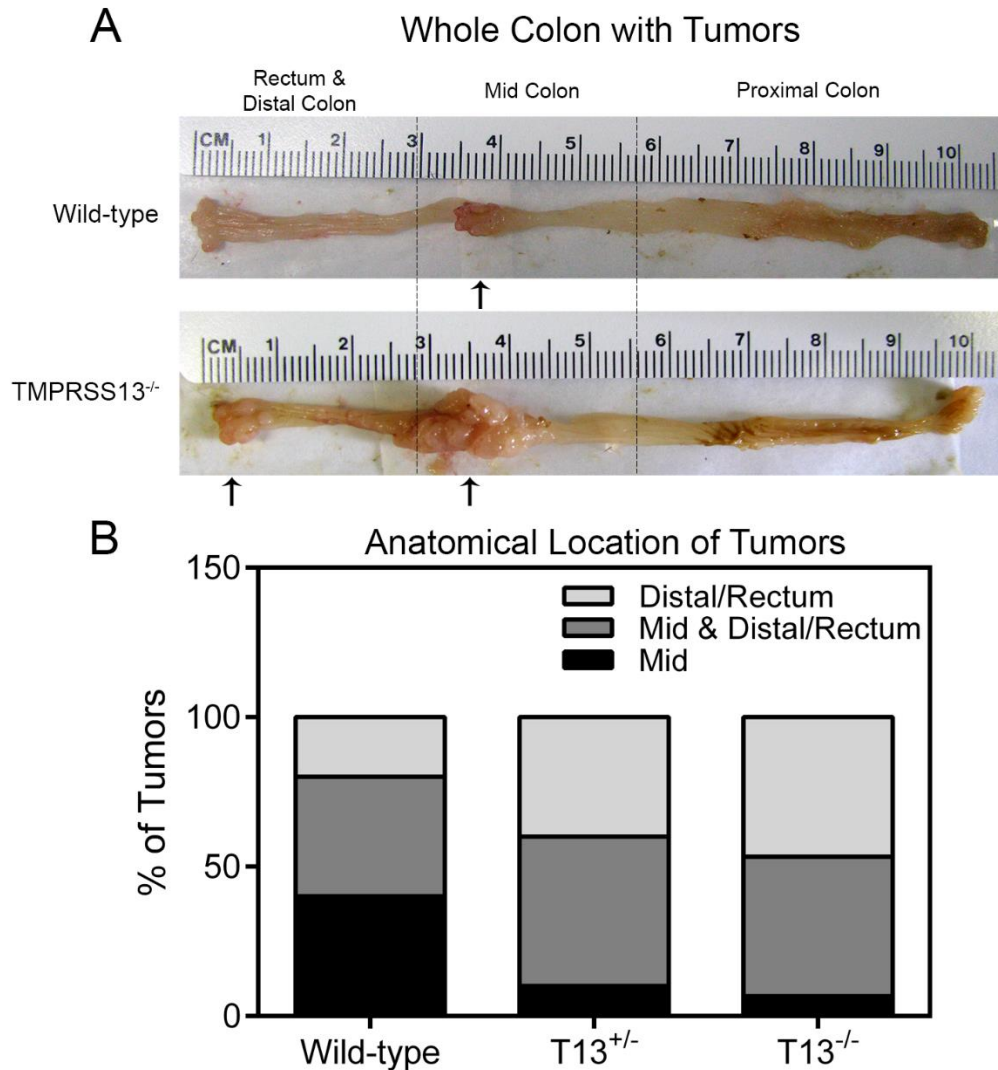 A
Whole Colon with Tumors
Rectum &
Distal Colon
Mid Colon
Proximal Colon
CM 1 2 3 4 5 6 7 8 9 10
Wild-type
↑
CM 1 2 3 4 5 6 7 8 9 10
TMPRSS13-/-
↑ ↑
B
Anatomical Location of Tumors
150
Distal/Rectum
Mid & Distal/Rectum
Mid
100
% of Tumors
50
0
Wild-type T13+/- T13-/-